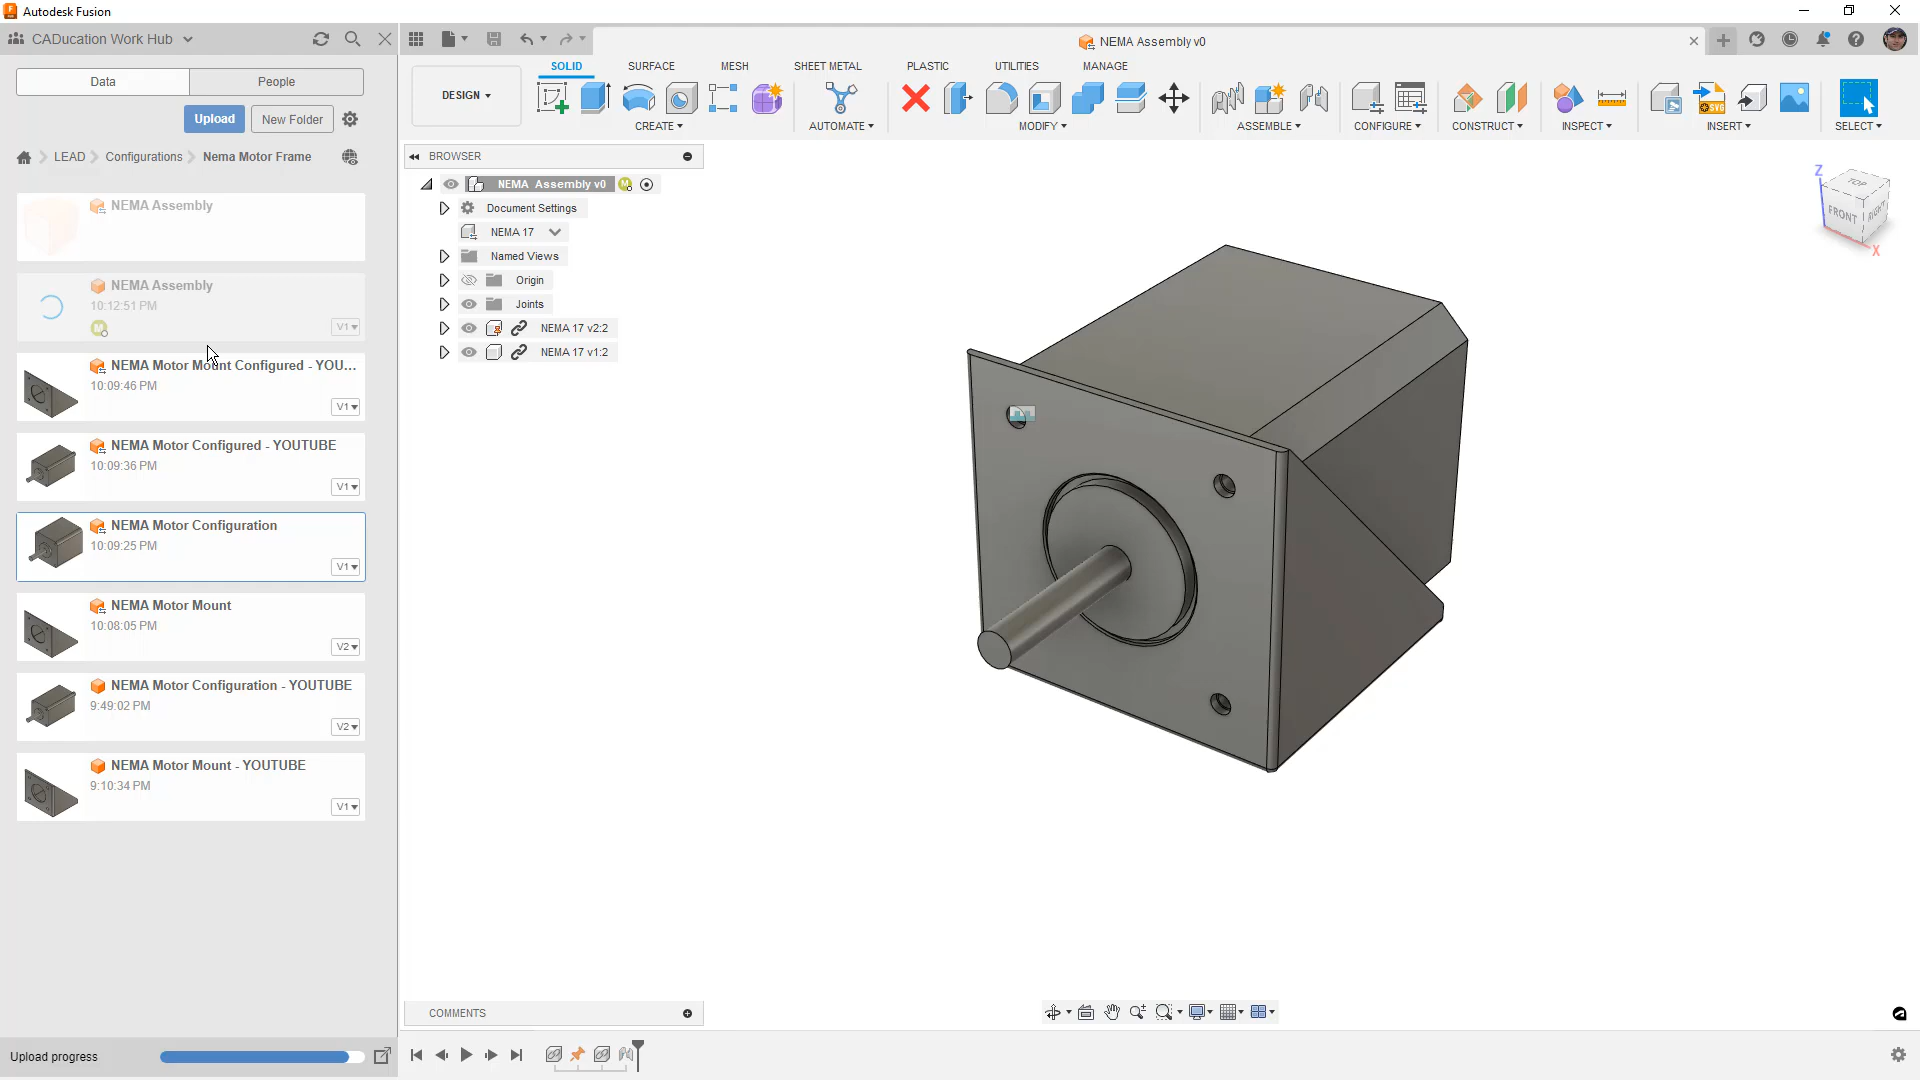 Autodesk Fusion
CADucation Work Hub
NEMA Assembly v0
Data
People
Upload
New Folder
LEAD
Configurations
Nema Motor Frame
NEMA Assembly
NEMA Assembly
10:12:51 PM
V1
NEMA Motor Mount Configured - YOU...
10:09:46 PM
V1
NEMA Motor Configured - YOUTUBE
10:09:36 PM
V1
NEMA Motor Configuration
10:09:25 PM
V1
NEMA Motor Mount
10:08:05 PM
V2
NEMA Motor Configuration - YOUTUBE
9:49:02 PM
V2
NEMA Motor Mount - YOUTUBE
9:10:34 PM
V1
Upload progress
DESIGN
SOLID
SURFACE
MESH
SHEET METAL
PLASTIC
UTILITIES
MANAGE
CREATE
AUTOMATE
MODIFY
ASSEMBLE
CONFIGURE
CONSTRUCT
INSPECT
INSERT
SELECT
BROWSER
NEMA Assembly v0
Document Settings
NEMA 17
Named Views
Origin
Joints
NEMA 17 v2:2
NEMA 17 v1:2
Z
TOP
FRONT
RIGHT
X
COMMENTS